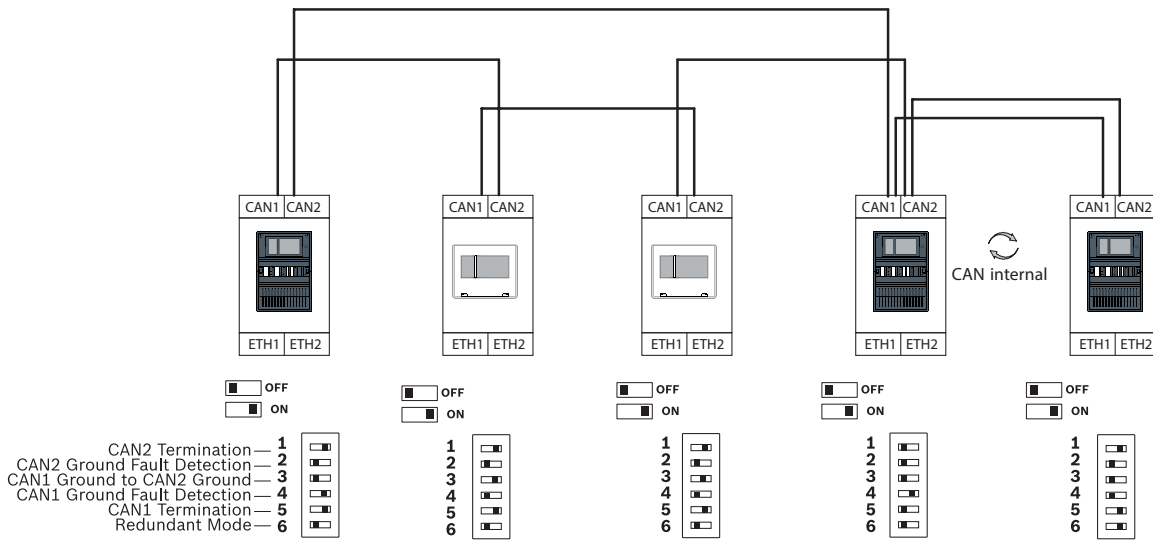 CAN1 CAN2 CAN1 CAN2 CAN1 CAN2 CAN1 CAN2 CAN1 CAN2
CAN internal
ETH1 ETH2 ETH1 ETH2 ETH1 ETH2 ETH1 ETH2 ETH1 ETH2
OFF OFF OFF OFF OFF
ON ON ON ON ON
CAN2 Termination 1 1 1 1 1
CAN2 Ground Fault Detection 2 2 2 2 2
CAN1 Ground to CAN2 Ground 3 3 3 3 3
CAN1 Ground Fault Detection 4 4 4 4 4
CAN1 Termination 5 5 5 5 5
Redundant Mode 6 6 6 6 6